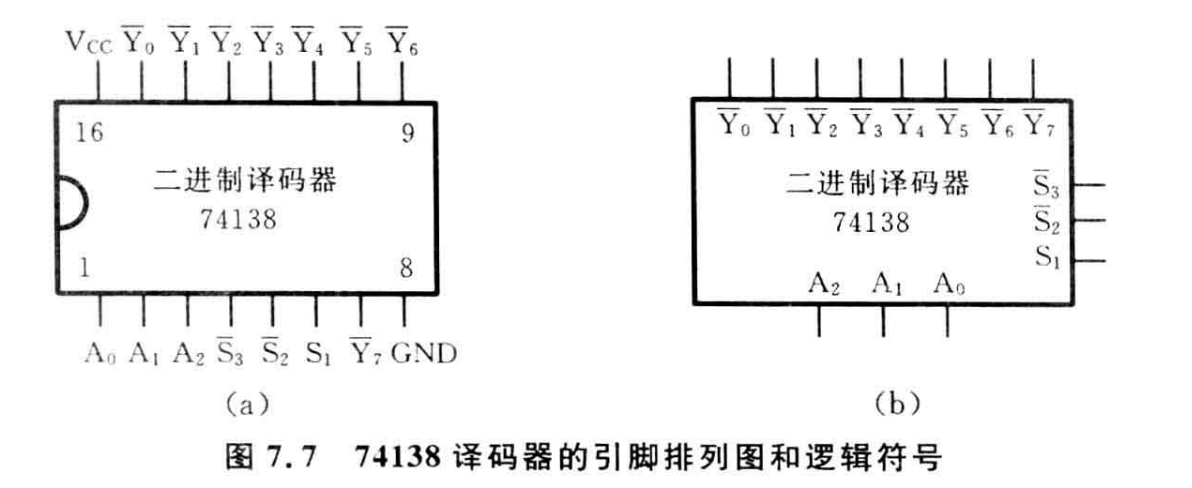 V_CC Y̅₀ Y̅₁ Y̅₂ Y̅₃ Y̅₄ Y̅₅ Y̅₆
16 9
二进制译码器
74138
1 8
A₀ A₁ A₂ S̅₃ S̅₂ S₁ Y̅₇ GND
(a)
Y̅₀ Y̅₁ Y̅₂ Y̅₃ Y̅₄ Y̅₅ Y̅₆ Y̅₇
二进制译码器
74138
S̅₃
S̅₂
S₁
A₂ A₁ A₀
(b)
图 7.7 74138 译码器的引脚排列图和逻辑符号